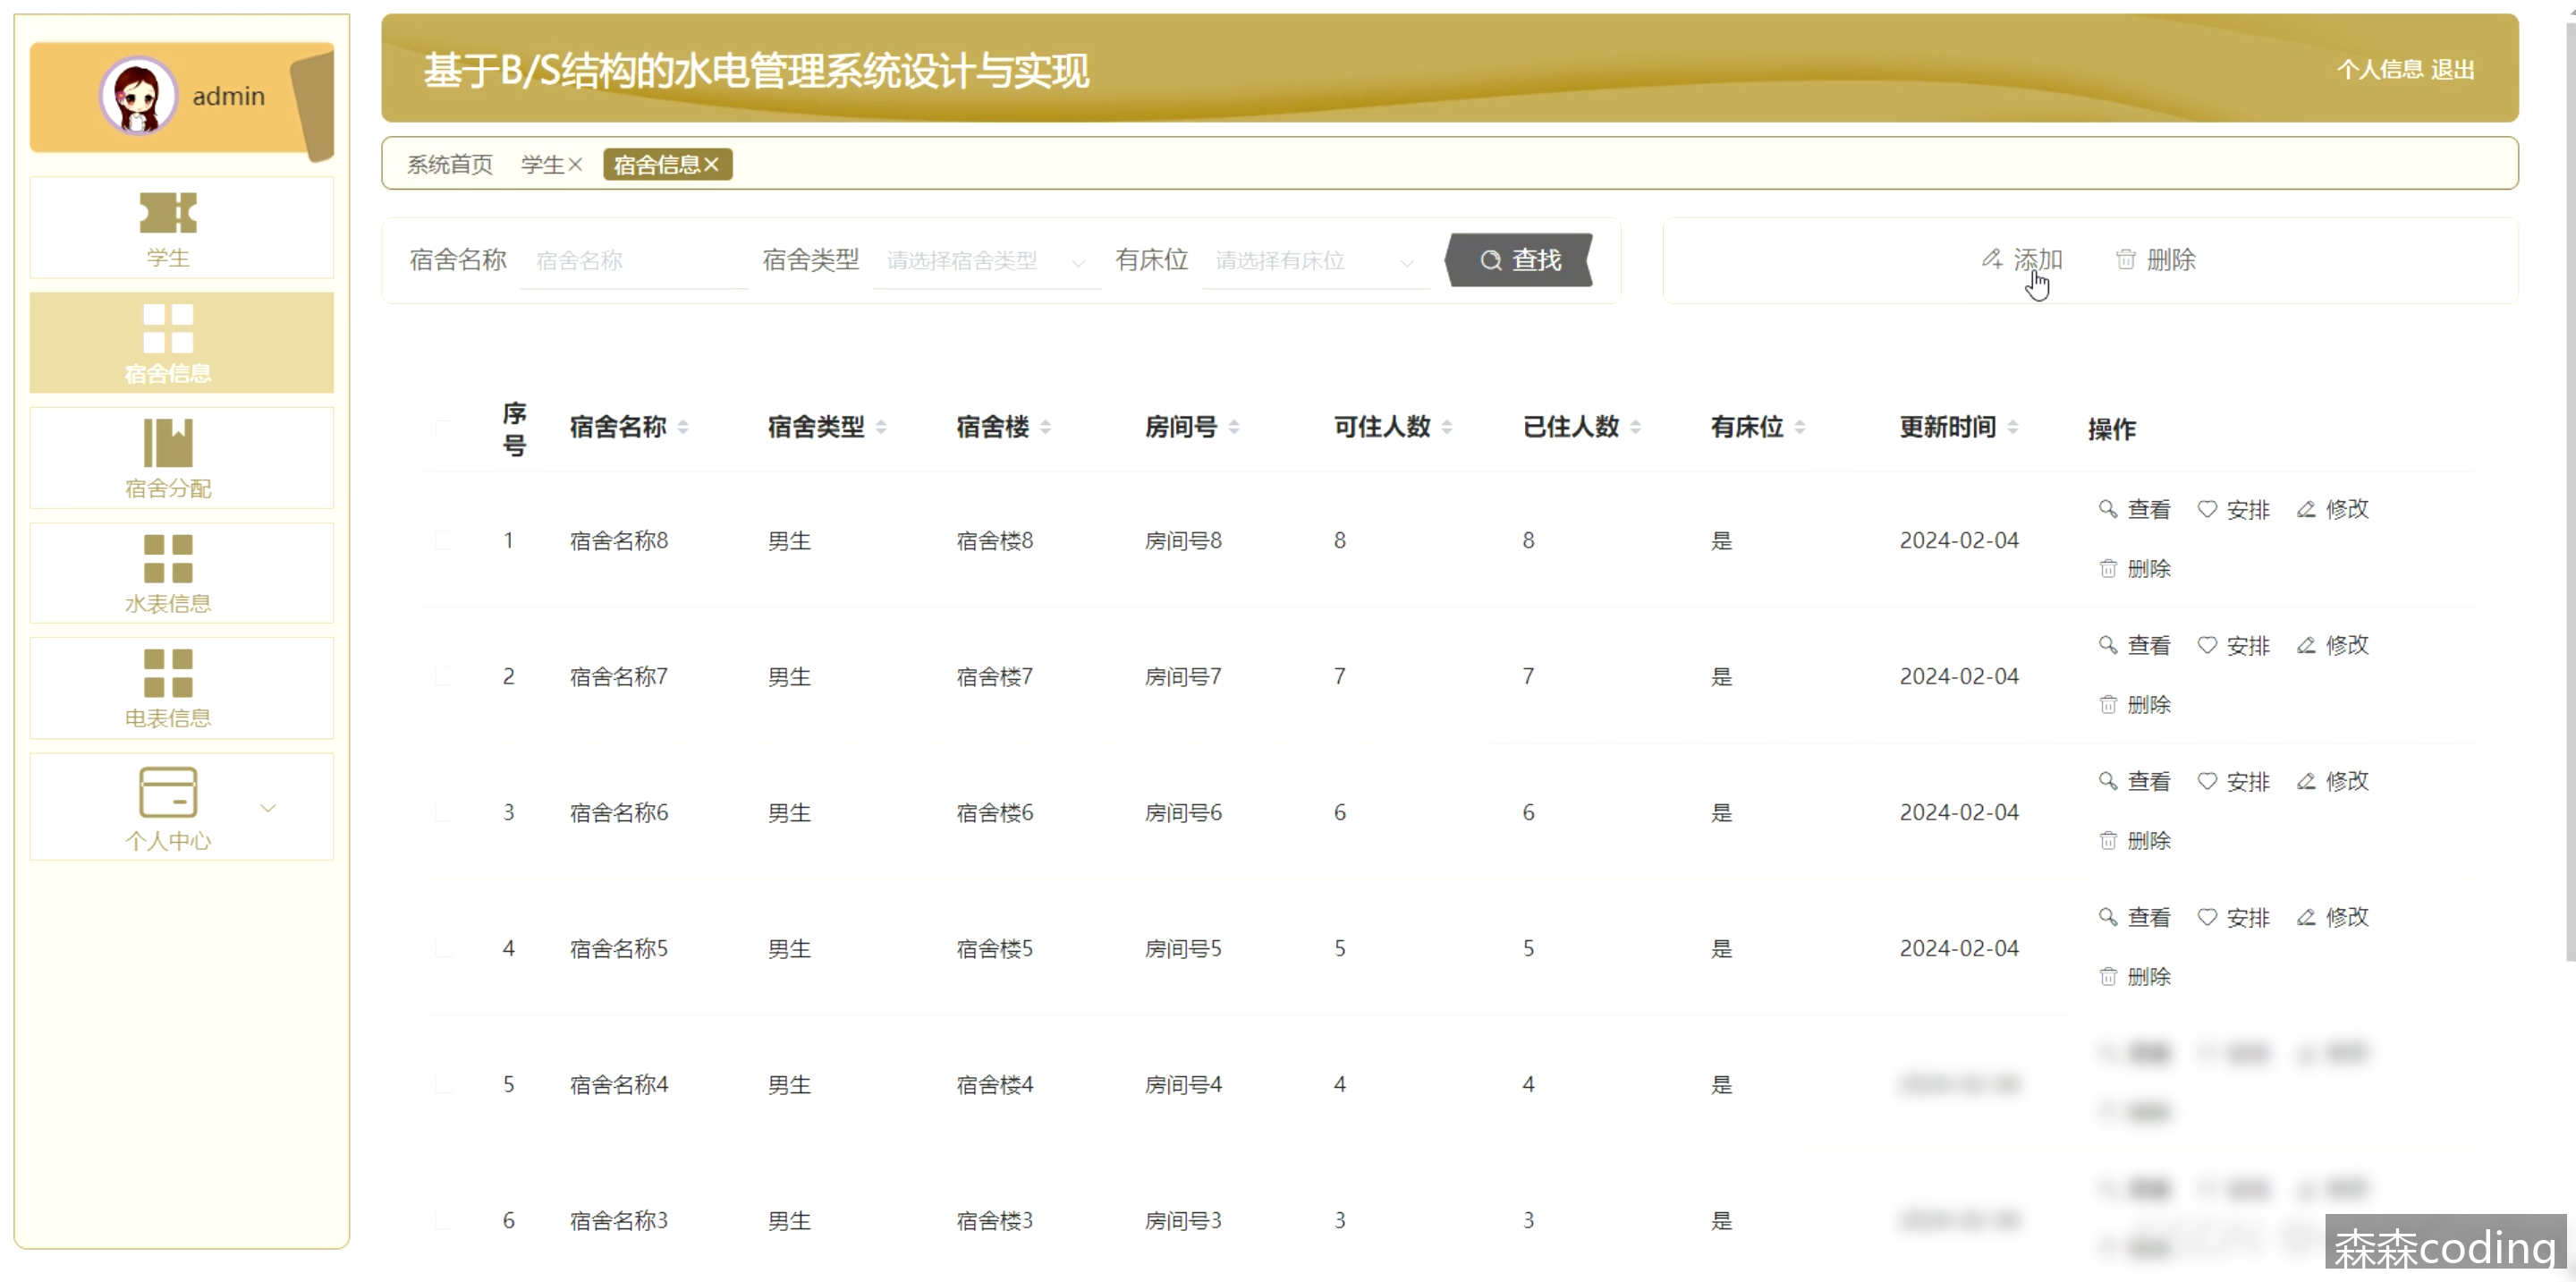 admin
学生
宿舍信息
宿舍分配
水表信息
电表信息
个人中心
基于B/S结构的水电管理系统设计与实现
个人信息 退出
系统首页 学生 宿舍信息
宿舍名称 宿舍名称 宿舍类型 请选择宿舍类型 有床位 请选择有床位 查找 添加 删除
序号 宿舍名称 宿舍类型 宿舍楼 房间号 可住人数 已住人数 有床位 更新时间 操作
1 宿舍名称8 男生 宿舍楼8 房间号8 8 8 是 2024-02-04 查看 安排 修改
删除
2 宿舍名称7 男生 宿舍楼7 房间号7 7 7 是 2024-02-04 查看 安排 修改
删除
3 宿舍名称6 男生 宿舍楼6 房间号6 6 6 是 2024-02-04 查看 安排 修改
删除
4 宿舍名称5 男生 宿舍楼5 房间号5 5 5 是 2024-02-04 查看 安排 修改
删除
5 宿舍名称4 男生 宿舍楼4 房间号4 4 4 是
6 宿舍名称3 男生 宿舍楼3 房间号3 3 3 是
森森coding